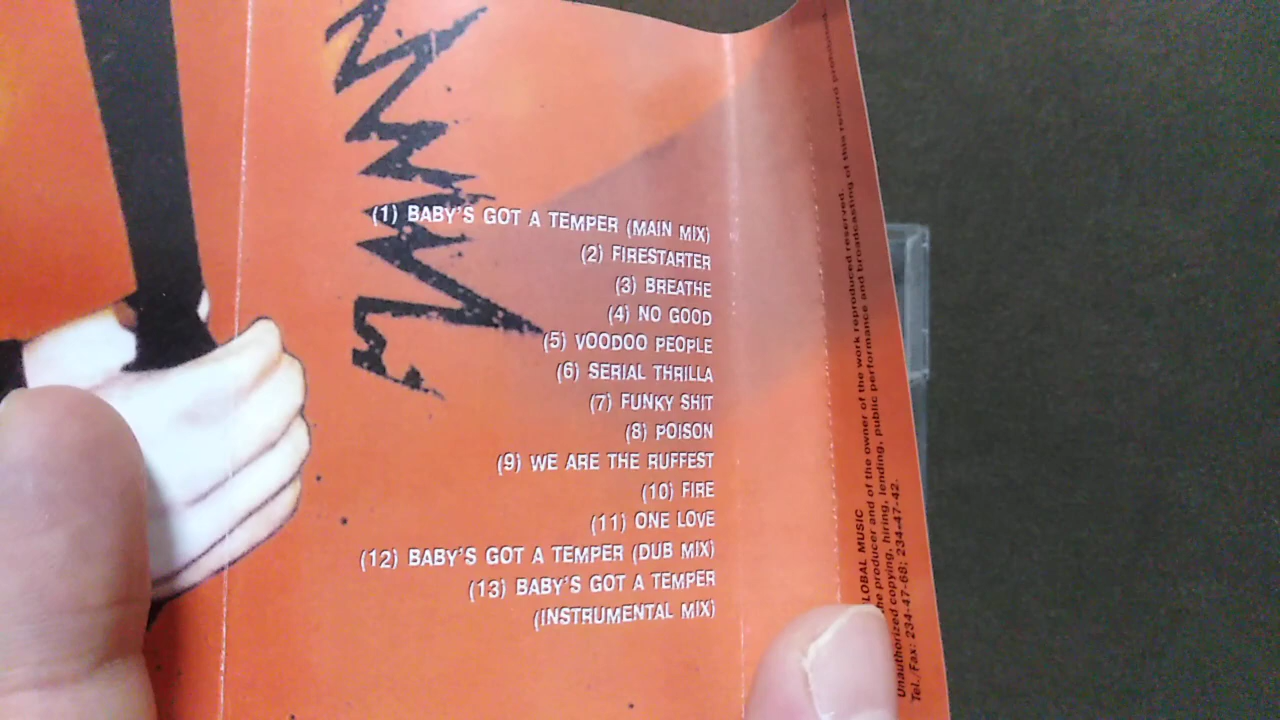 (1) BABY'S GOT A TEMPER (MAIN MIX)
(2) FIRESTARTER
(3) BREATHE
(4) NO GOOD
(5) VOODOO PEOPLE
(6) SERIAL THRILLA
(7) FUNKY SHIT
(8) POISON
(9) WE ARE THE RUFFEST
(10) FIRE
(11) ONE LOVE
(12) BABY'S GOT A TEMPER (DUB MIX)
(13) BABY'S GOT A TEMPER
(INSTRUMENTAL MIX)
LOBAL MUSIC
he producer and of the owner of the work reproduced reserved.
Unauthorized copying, hiring, lending, public performance and broadcasting of this record prohibited.
Tel./Fax: 234-47-68; 234-47-42.